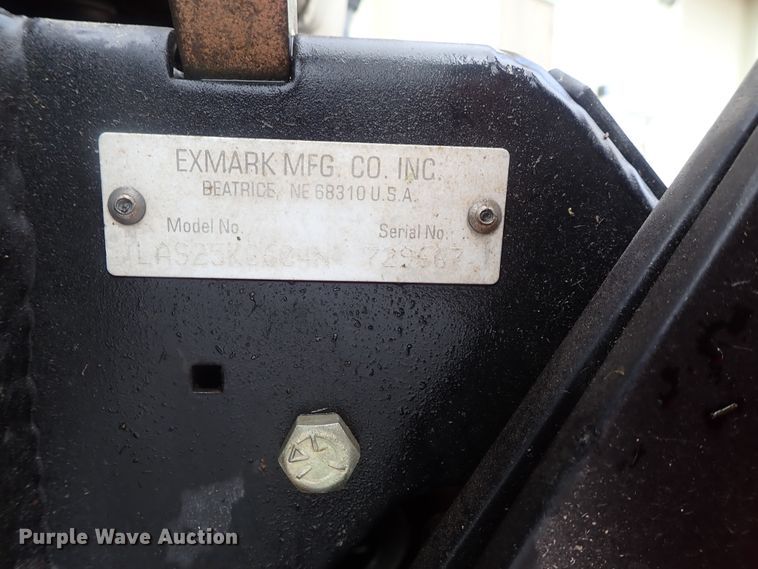 EXMARK MFG. CO. INC.
BEATRICE, NE 68310 U.S.A.
Model No. Serial No.
Purple Wave Auction